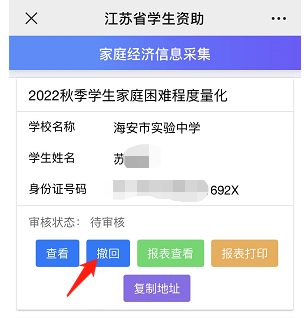 江苏省学生资助
家庭经济信息采集
2022秋季学生家庭困难程度量化
学校名称 海安市实验中学
学生姓名 苏
身份证号码 692X
审核状态： 待审核
查看 撤回 报表查看 报表打印
复制地址